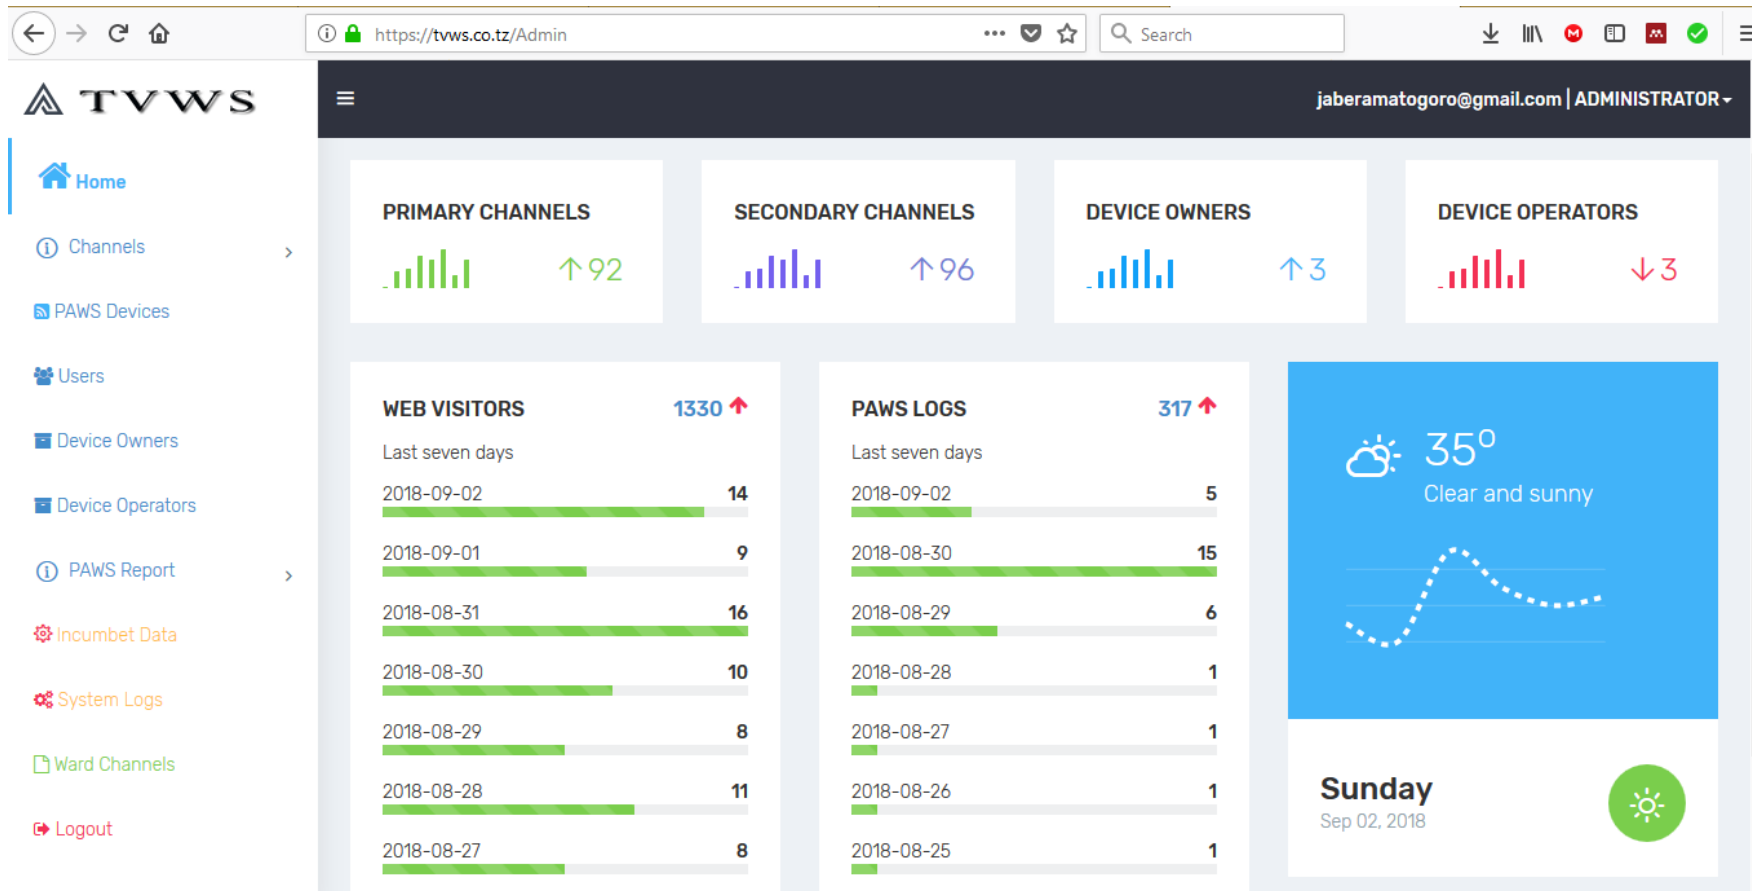 https://tvws.co.tz/Admin
Search
TVWS
jaberamatogoro@gmail.com | ADMINISTRATOR
Home
Channels
PAWS Devices
Users
Device Owners
Device Operators
PAWS Report
Incumbet Data
System Logs
Ward Channels
Logout
PRIMARY CHANNELS
92
SECONDARY CHANNELS
96
DEVICE OWNERS
3
DEVICE OPERATORS
3
WEB VISITORS 1330
Last seven days
2018-09-02 14
2018-09-01 9
2018-08-31 16
2018-08-30 10
2018-08-29 8
2018-08-28 11
2018-08-27 8
PAWS LOGS 317
Last seven days
2018-09-02 5
2018-08-30 15
2018-08-29 6
2018-08-28 1
2018-08-27 1
2018-08-26 1
2018-08-25 1
35°
Clear and sunny
Sunday
Sep 02, 2018